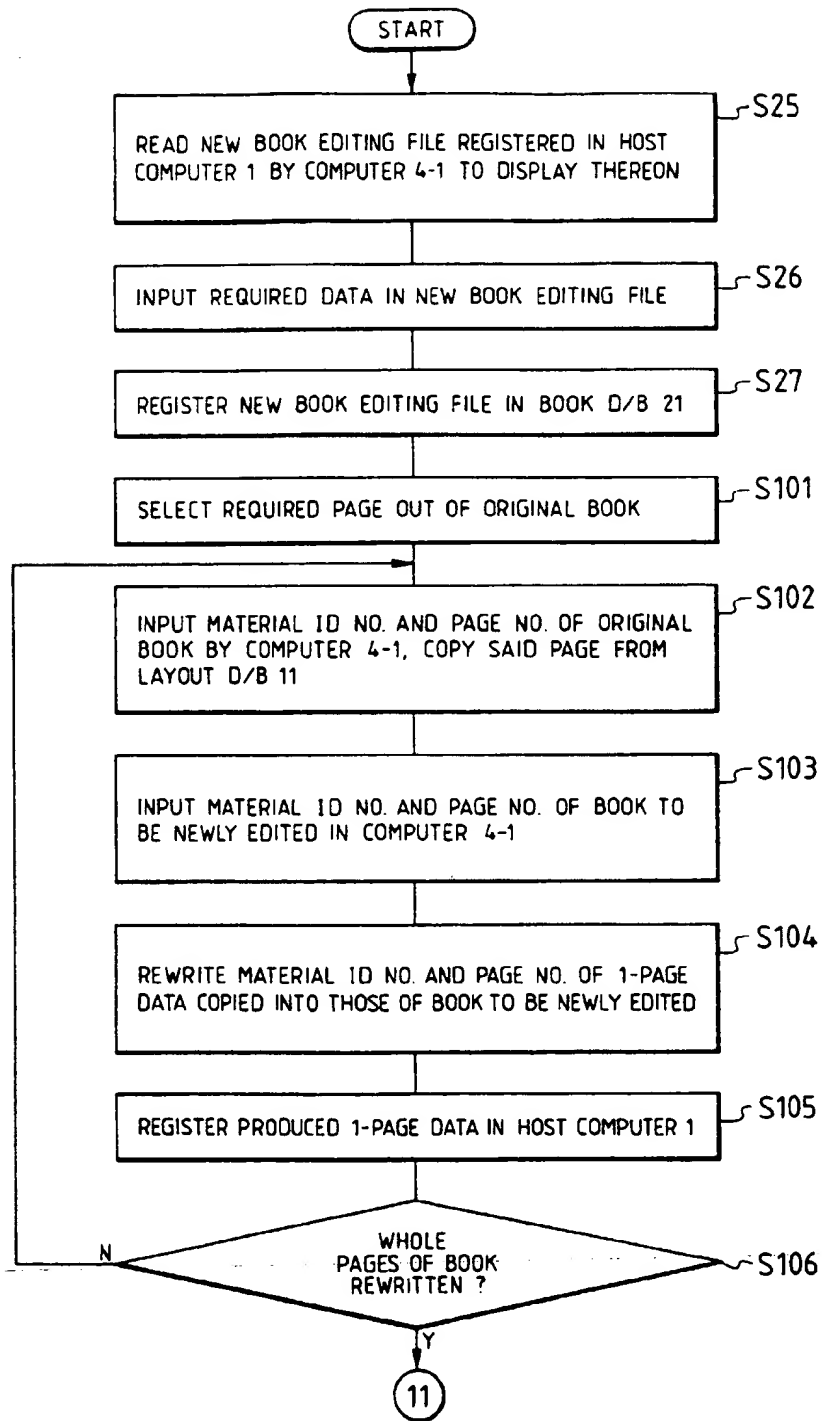 START
S25
READ NEW BOOK EDITING FILE REGISTERED IN HOST
COMPUTER 1 BY COMPUTER 4-1 TO DISPLAY THEREON
S26
INPUT REQUIRED DATA IN NEW BOOK EDITING FILE
S27
REGISTER NEW BOOK EDITING FILE IN BOOK D/B 21
S101
SELECT REQUIRED PAGE OUT OF ORIGINAL BOOK
S102
INPUT MATERIAL ID NO. AND PAGE NO. OF ORIGINAL
BOOK BY COMPUTER 4-1, COPY SAID PAGE FROM
LAYOUT D/B 11
S103
INPUT MATERIAL ID NO. AND PAGE NO. OF BOOK TO
BE NEWLY EDITED IN COMPUTER 4-1
S104
REWRITE MATERIAL ID NO. AND PAGE NO. OF 1-PAGE
DATA COPIED INTO THOSE OF BOOK TO BE NEWLY EDITED
S105
REGISTER PRODUCED 1-PAGE DATA IN HOST COMPUTER 1
WHOLE
PAGES OF BOOK
REWRITTEN ?
N
S106
Y
11